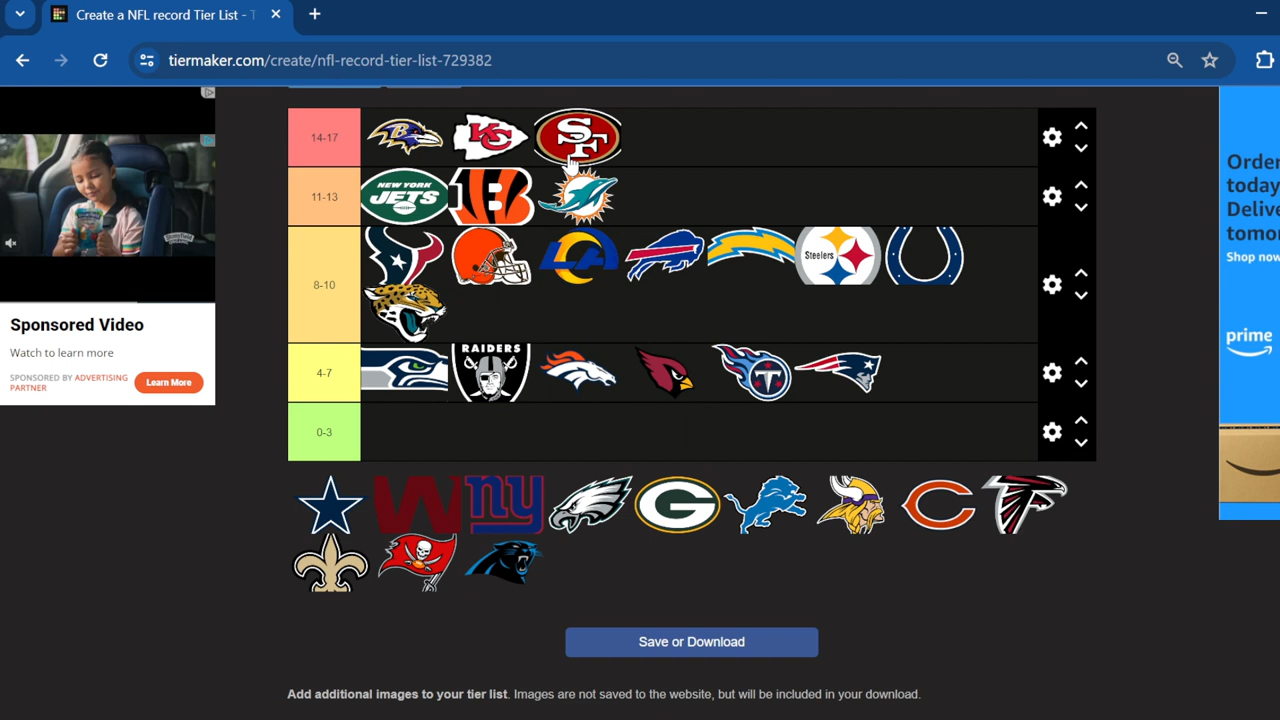 Create a NFL record Tier List - T
tiermaker.com/create/nfl-record-tier-list-729382
14-17
B
KC
SF
11-13
NEW YORK
JETS
B
8-10
LA
Steelers
4-7
RAIDERS
T
0-3
W
ny
G
C
Sponsored Video
Watch to learn more
SPONSORED BY ADVERTISING
PARTNER
Learn More
Order
today
Delive
tomor
Shop now
prime
Save or Download
Add additional images to your tier list. Images are not saved to the website, but will be included in your download.